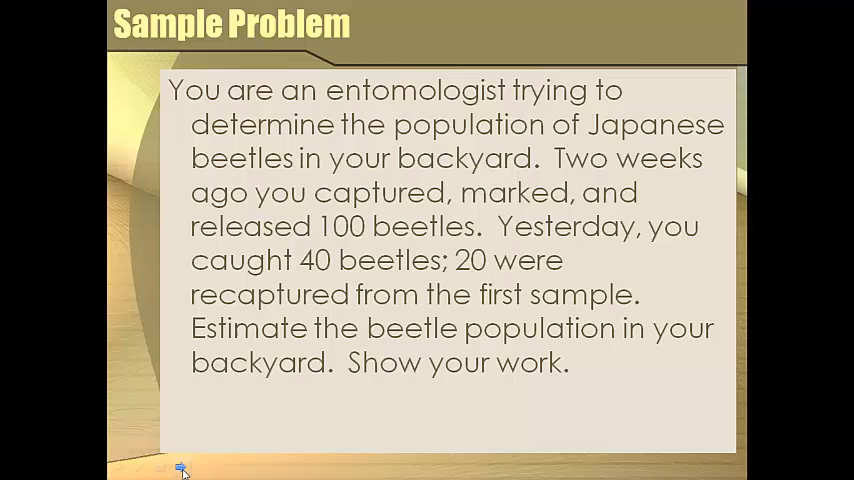 Sample Problem
You are an entomologist trying to
determine the population of Japanese
beetles in your backyard. Two weeks
ago you captured, marked, and
released 100 beetles. Yesterday, you
caught 40 beetles; 20 were
recaptured from the first sample.
Estimate the beetle population in your
backyard. Show your work.